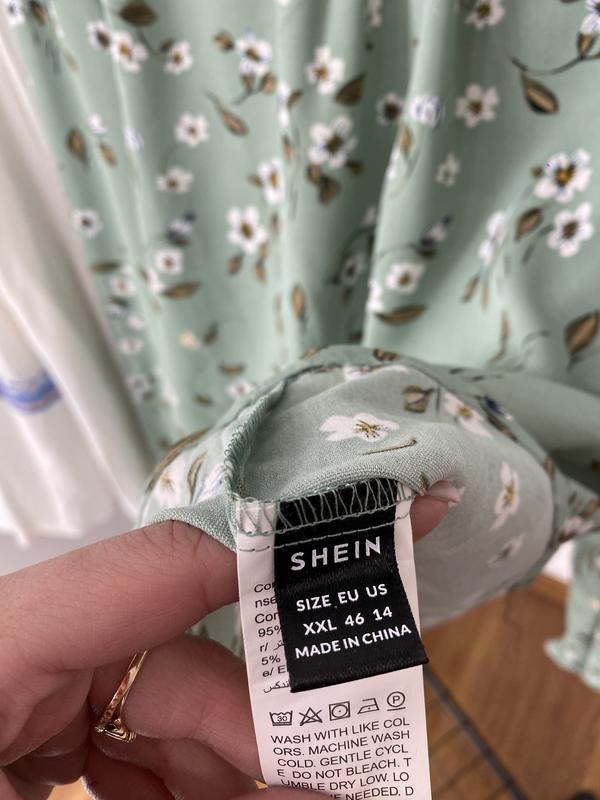 SHEIN
SIZE EU US
XXL 46 14
MADE IN CHINA
95%
5%
30
P
WASH WITH LIKE COL
ORS. MACHINE WASH
COLD. GENTLE CYCL
E DO NOT BLEACH. T
UMBLE DRY LOW. LO
NEEDED. D